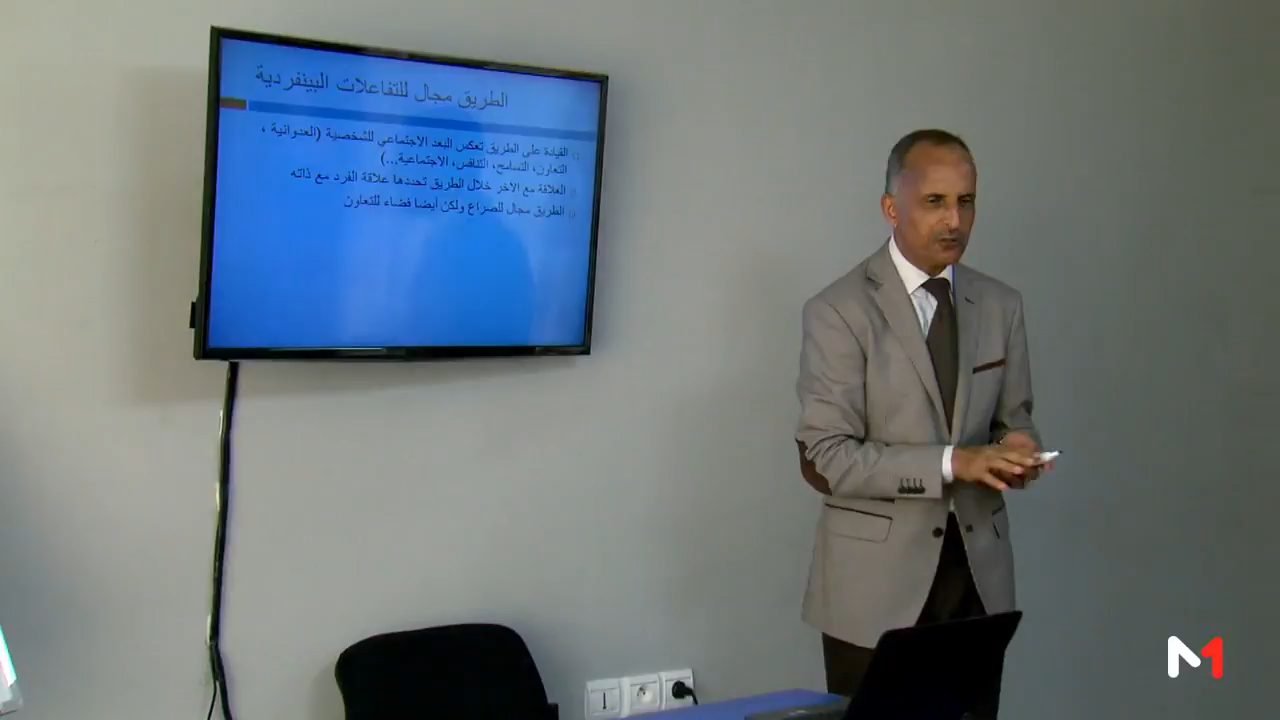 الطريق مجال للتفاعلات البينفردية
القيادة على الطريق تعكس البعد الاجتماعي للشخصية (العدوانية ،
التعاون، التسامح، التنافس، الاجتماعية...)
العلاقة مع الآخر خلال الطريق تحددها علاقة الفرد مع ذاته
الطريق مجال للصراع ولكن أيضا فضاء للتعاون
M1